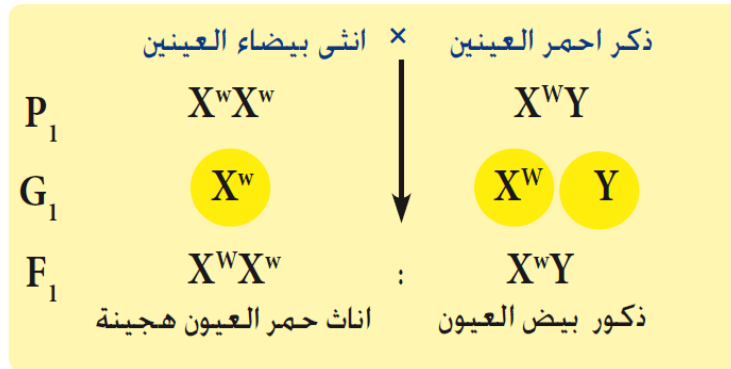 ذكر احمر العينين × انثى بيضاء العينين
P₁ XʷXʷ XᵂY
G₁ Xʷ Xᵂ Y
F₁ XᵂXʷ : XʷY
ذكور بيض العيون اناث حمر العيون هجينة